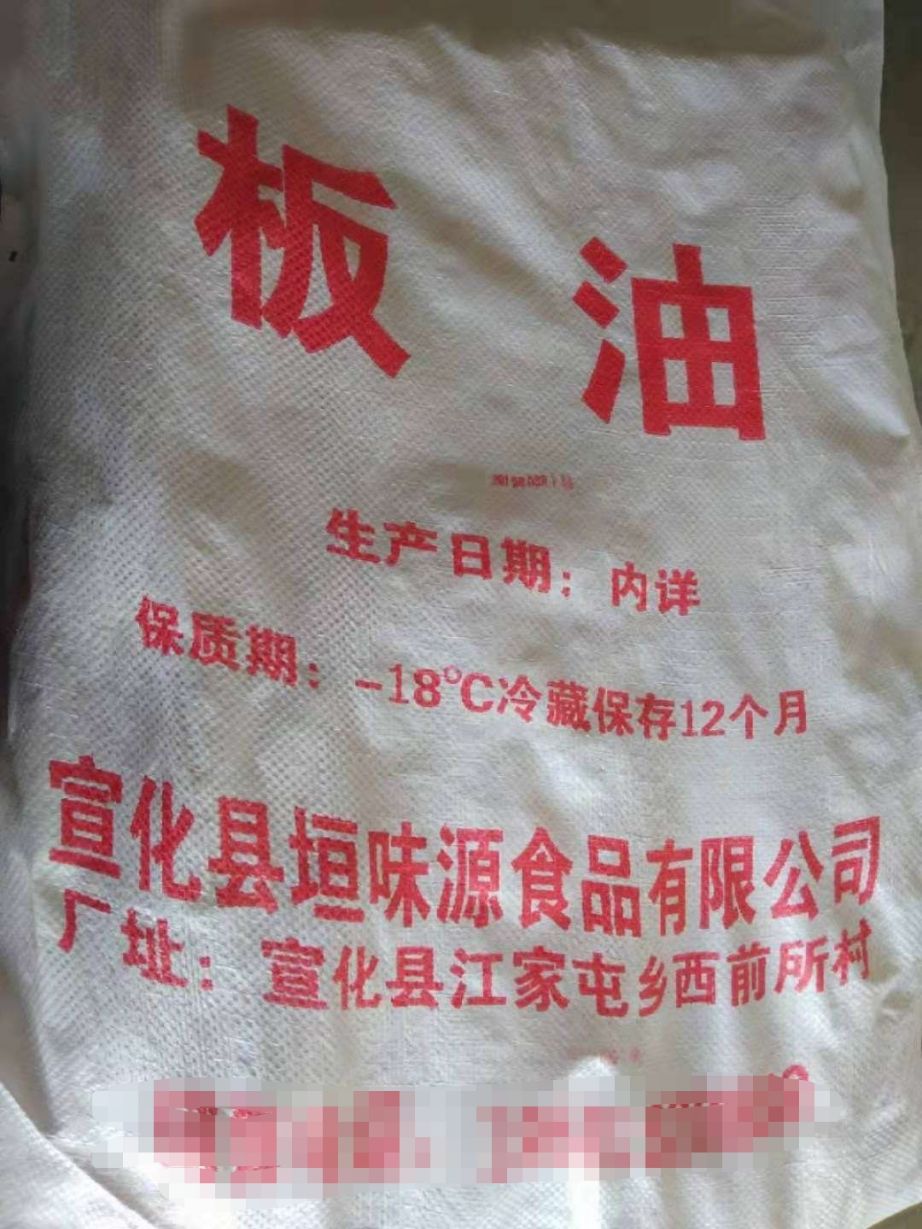 板油
生产日期：内详
保质期：-18℃冷藏保存12个月
宣化县垣味源食品有限公司
厂址：宣化县江家屯乡西前所村